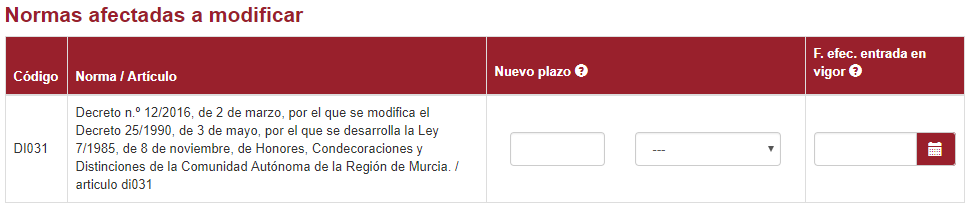 Normas afectadas a modificar
Código
Norma / Artículo
Nuevo plazo ?
F. efec. entrada en
vigor ?
DI031
Decreto n.º 12/2016, de 2 de marzo, por el que se modifica el
Decreto 25/1990, de 3 de mayo, por el que se desarrolla la Ley
7/1985, de 8 de noviembre, de Honores, Condecoraciones y
Distinciones de la Comunidad Autónoma de la Región de Murcia. /
articulo di031
---